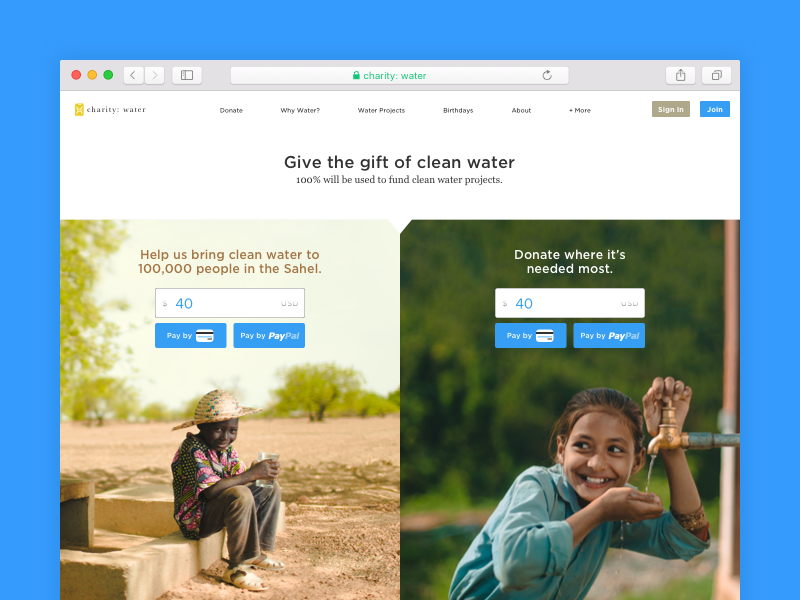 charity: water
charity: water
Donate
Why Water?
Water Projects
Birthdays
About
+ More
Sign In
Join
Give the gift of clean water
100% will be used to fund clean water projects.
Help us bring clean water to
100,000 people in the Sahel.
$ 40 USD
Pay by
Pay by PayPal
Donate where it's
needed most.
$ 40 USD
Pay by
Pay by PayPal